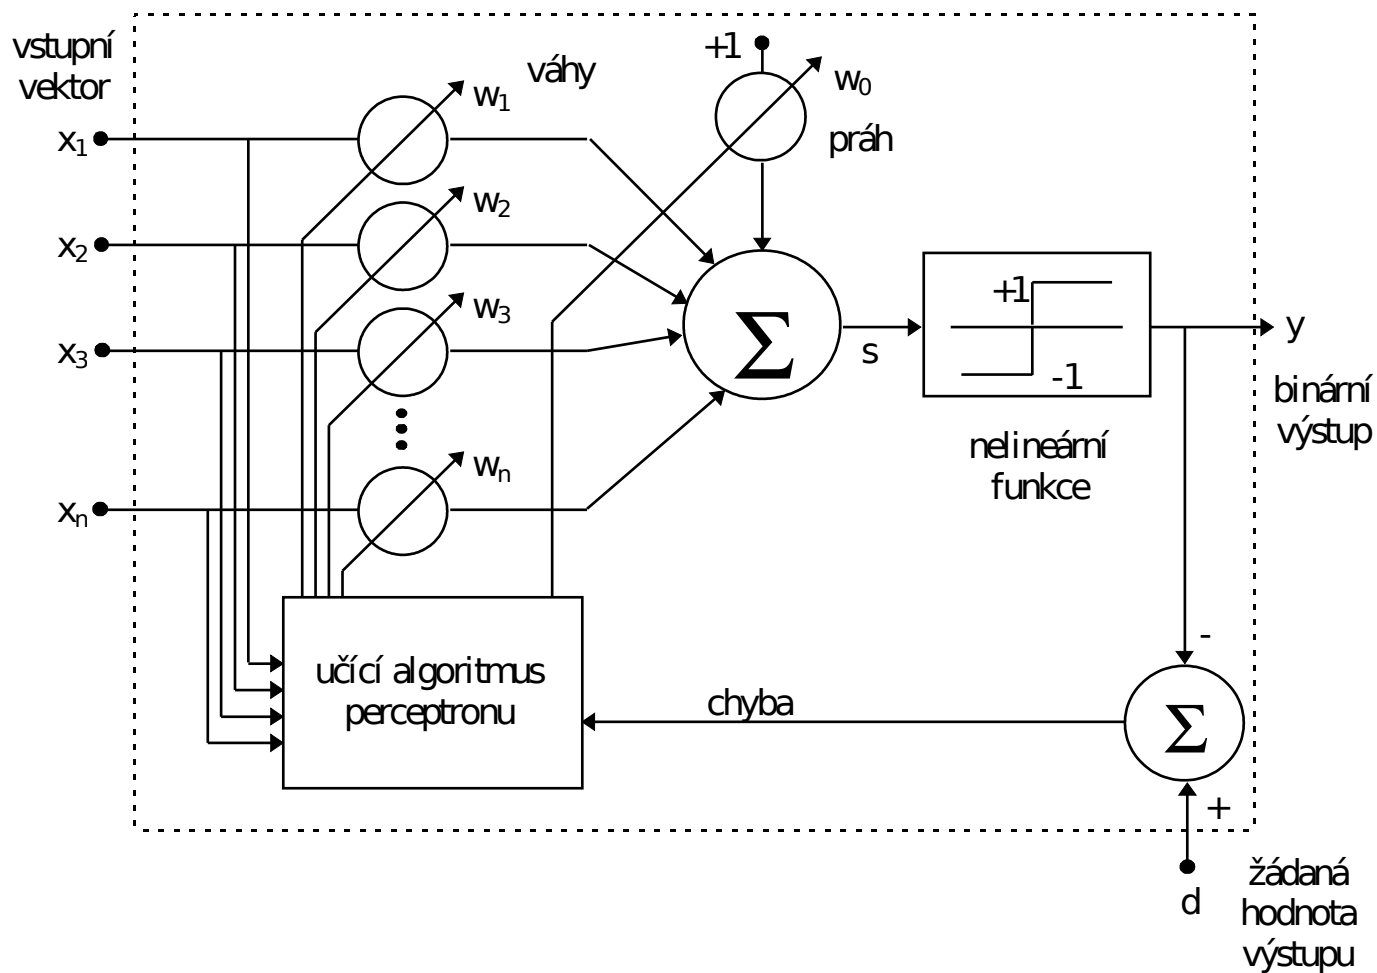 vstupní
vektor
váhy
+1
w0
práh
x1
w1
x2
w2
x3
w3
xn
wn
Σ
s
+1
-1
nelineární
funkce
y
binární
výstup
učící algoritmus
perceptronu
chyba
-
Σ
+
d
žádaná
hodnota
výstupu